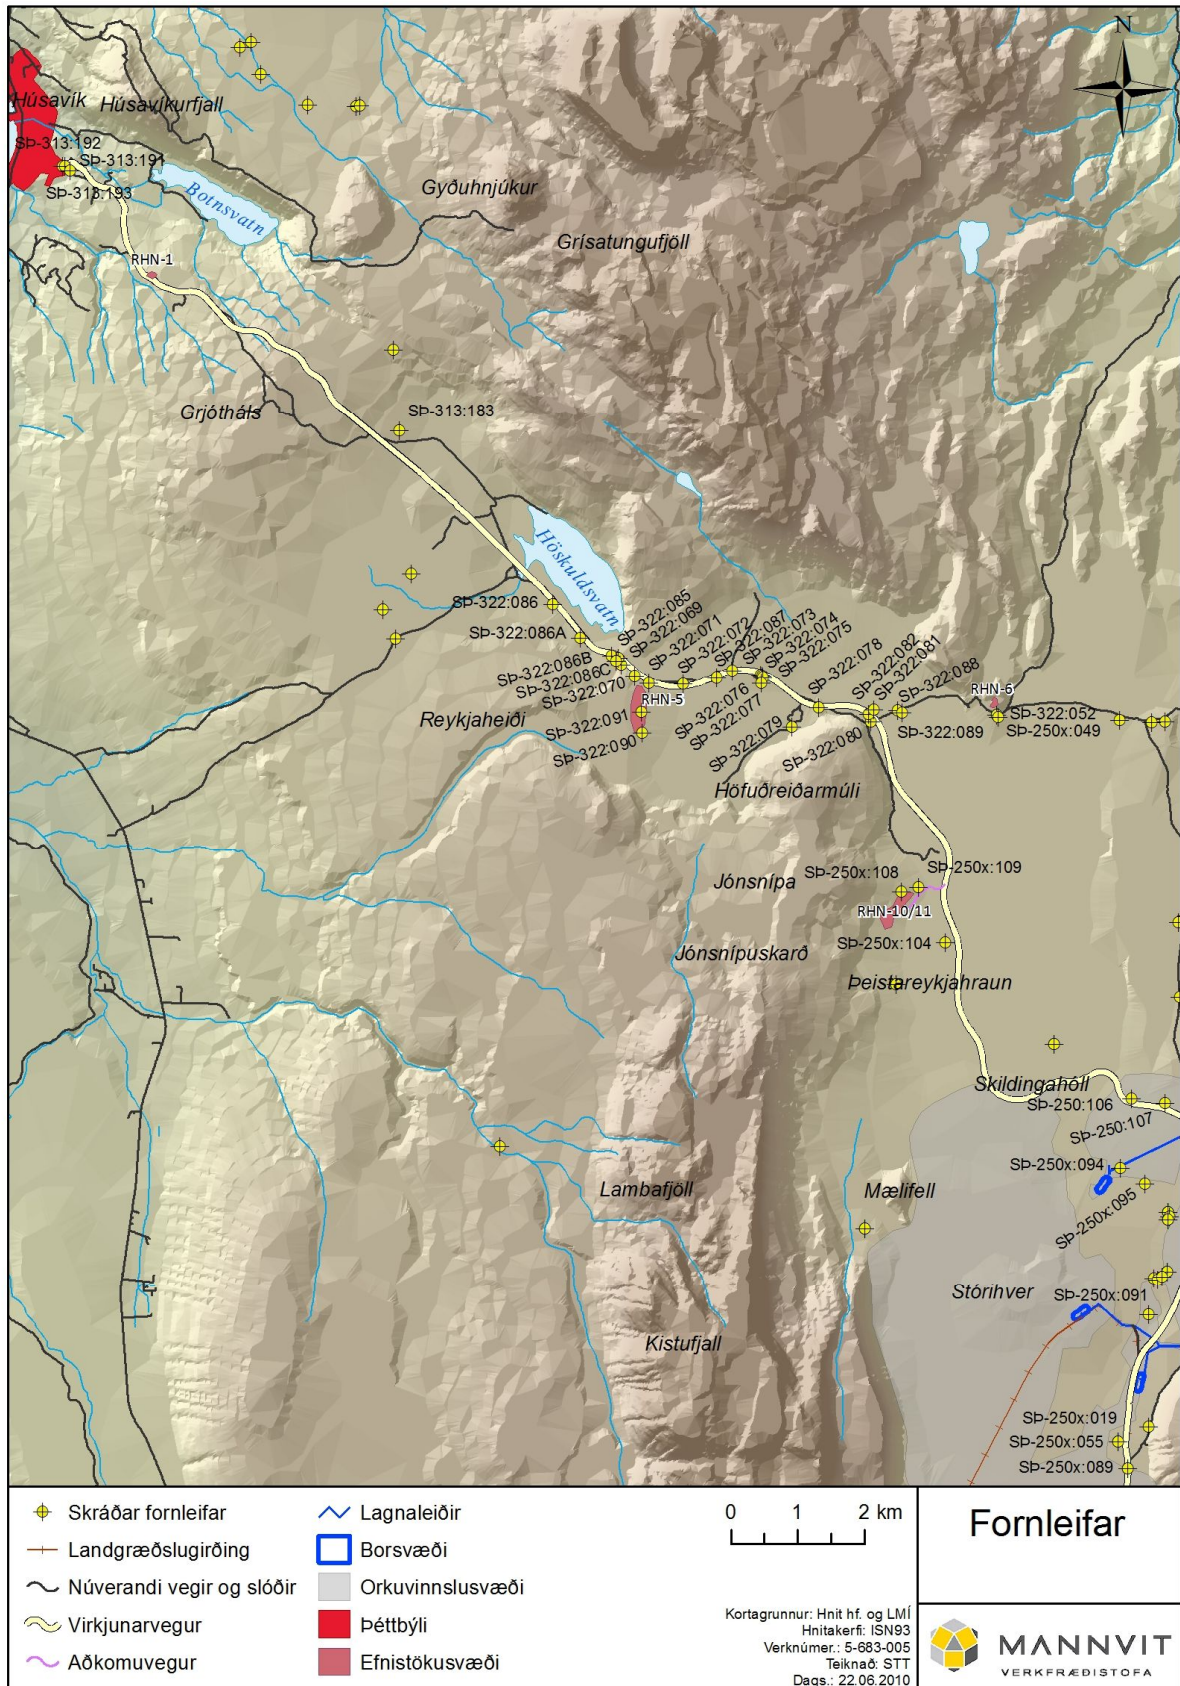 N
Húsavík
Húsavíkurfjall
SÞ-313:192
SÞ-313:191
SÞ-313:193
Botnsvatn
Gyðuhnjúkur
Grísatungufjöll
RHN-1
Grjótháls
SÞ-313:183
Höskuldsvatn
SÞ-322:086
SÞ-322:086A
SÞ-322:086B
SÞ-322:086C
SÞ-322:070
SÞ-322:085
SÞ-322:069
SÞ-322:071
SÞ-322:072
SÞ-322:087
SÞ-322:073
SÞ-322:074
SÞ-322:075
SÞ-322:078
SÞ-322:082
SÞ-322:081
SÞ-322:088
RHN-6
SÞ-322:052
SÞ-250x:049
RHN-5
Reykjaheiði
SÞ-322:091
SÞ-322:090
SÞ-322:076
SÞ-322:077
SÞ-322:079
SÞ-322:080
SÞ-322:089
Höfuðreiðarmúli
Jónsnípa
SÞ-250x:108
SÞ-250x:109
RHN-10/11
SÞ-250x:104
Jónsnípuskarð
Þeistareykjahraun
Skildingahóll
SÞ-250:106
SÞ-250:107
SÞ-250x:094
SÞ-250x:095
Lambafjöll
Mælifell
Stórihver
SÞ-250x:091
Kistufjall
SÞ-250x:019
SÞ-250x:055
SÞ-250x:089
Skráðar fornleifar
Landgræðslugirðing
Núverandi vegir og slóðir
Virkjunarvegur
Aðkomuvegur
Lagnaleiðir
Borsvæði
Orkuvinnslusvæði
Þéttbýli
Efnistökusvæði
0 1 2 km
Kortagrunnur: Hnit hf. og LMÍ
Hnitakerfi: ISN93
Verknúmer.: 5-683-005
Teiknað: STT
Dags.: 22.06.2010
Fornleifar
MANNVIT
VERKFRÆÐISTOFA